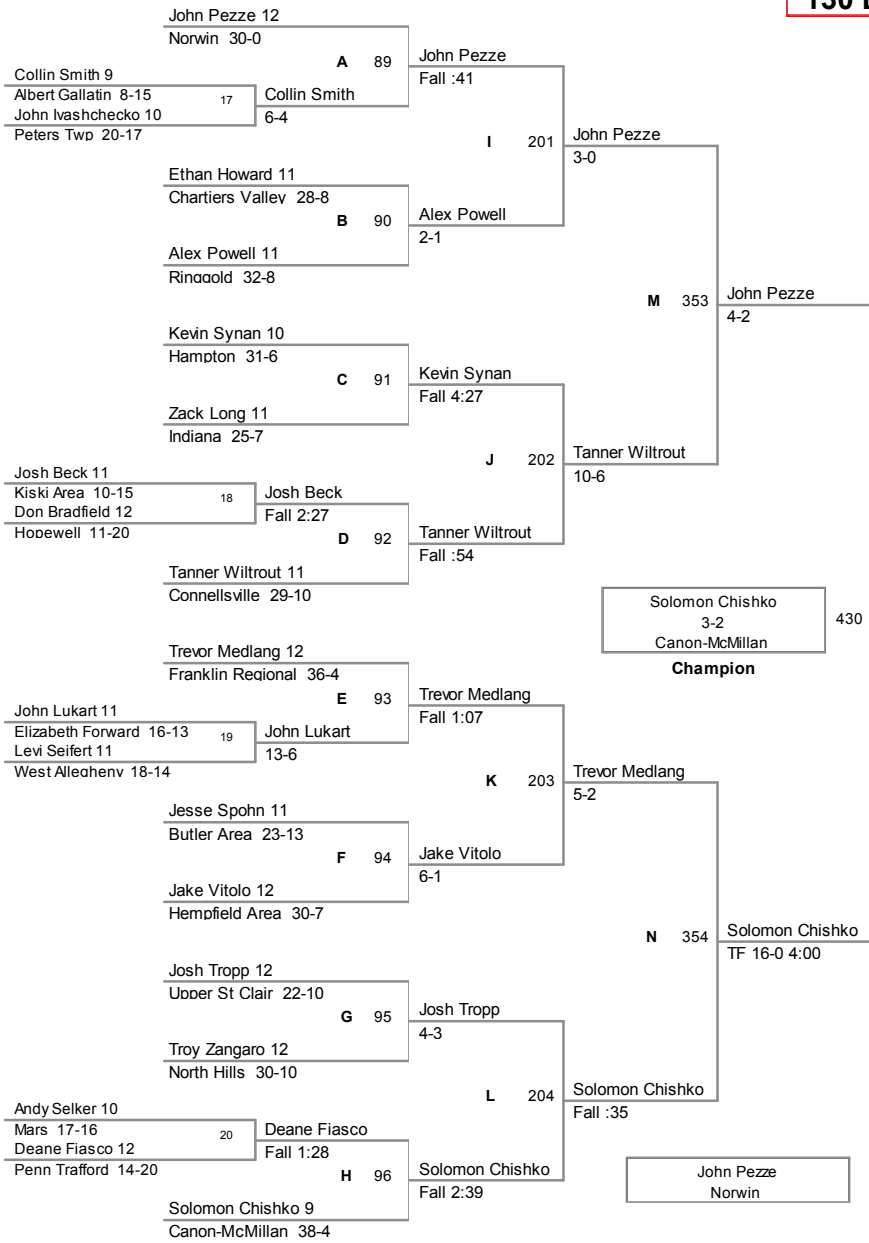 130 L
John Pezze 12
Norwin 30-0
A 89
John Pezze
Fall :41
Collin Smith 9
Albert Gallatin 8-15
17
Collin Smith
6-4
John Ivashchecko 10
Peters Twp 20-17
I 201
John Pezze
3-0
Ethan Howard 11
Chartiers Valley 28-8
B 90
Alex Powell
2-1
Alex Powell 11
Ringgold 32-8
M 353
John Pezze
4-2
Kevin Synan 10
Hampton 31-6
C 91
Kevin Synan
Fall 4:27
Zack Long 11
Indiana 25-7
J 202
Tanner Wiltrout
10-6
Josh Beck 11
Kiski Area 10-15
18
Josh Beck
Fall 2:27
Don Bradfield 12
Hopewell 11-20
D 92
Tanner Wiltrout
Fall :54
Tanner Wiltrout 11
Connellsville 29-10
Solomon Chishko
3-2
Canon-McMillan
430
Champion
Trevor Medlang 12
Franklin Regional 36-4
E 93
Trevor Medlang
Fall 1:07
John Lukart 11
Elizabeth Forward 16-13
19
John Lukart
13-6
Levi Seifert 11
West Allegheny 18-14
K 203
Trevor Medlang
5-2
Jesse Spohn 11
Butler Area 23-13
F 94
Jake Vitolo
6-1
Jake Vitolo 12
Hempfield Area 30-7
N 354
Solomon Chishko
TF 16-0 4:00
Josh Tropp 12
Upper St Clair 22-10
G 95
Josh Tropp
4-3
Troy Zangaro 12
North Hills 30-10
L 204
Solomon Chishko
Fall :35
Andy Selker 10
Mars 17-16
20
Deane Fiasco
Fall 1:28
Deane Fiasco 12
Penn Trafford 14-20
H 96
Solomon Chishko
Fall 2:39
Solomon Chishko 9
Canon-McMillan 38-4
John Pezze
Norwin